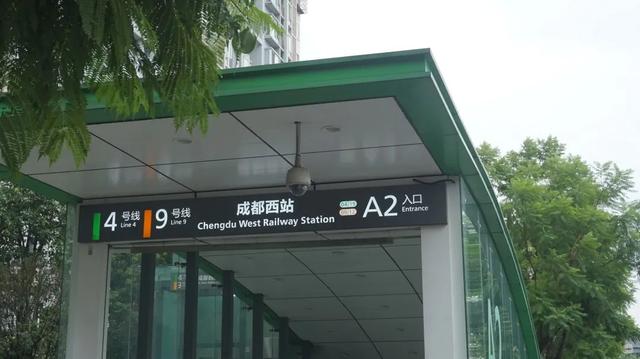 4 号线 Line 4
9 号线 Line 9
成都西站
Chengdu West Railway Station
A2 入口 Entrance